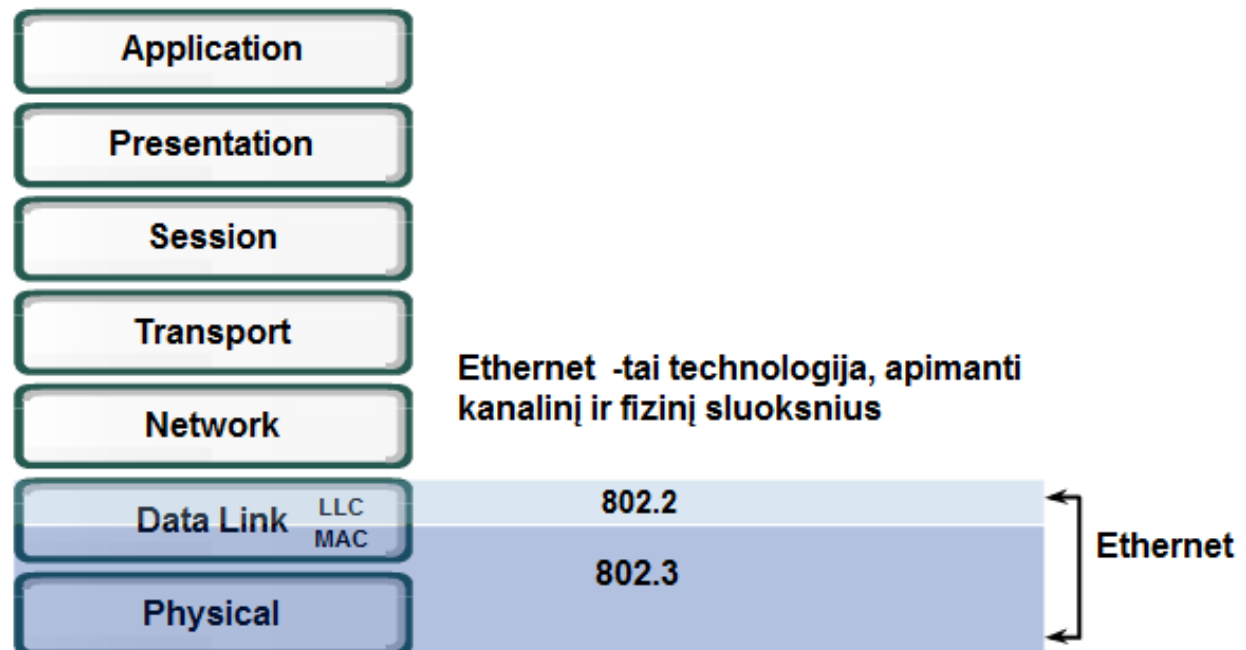 Application
Presentation
Session
Transport
Ethernet -tai technologija, apimanti
kanalinį ir fizinį sluoksnius
Network
Data Link LLC
MAC
802.2
802.3
Ethernet
Physical